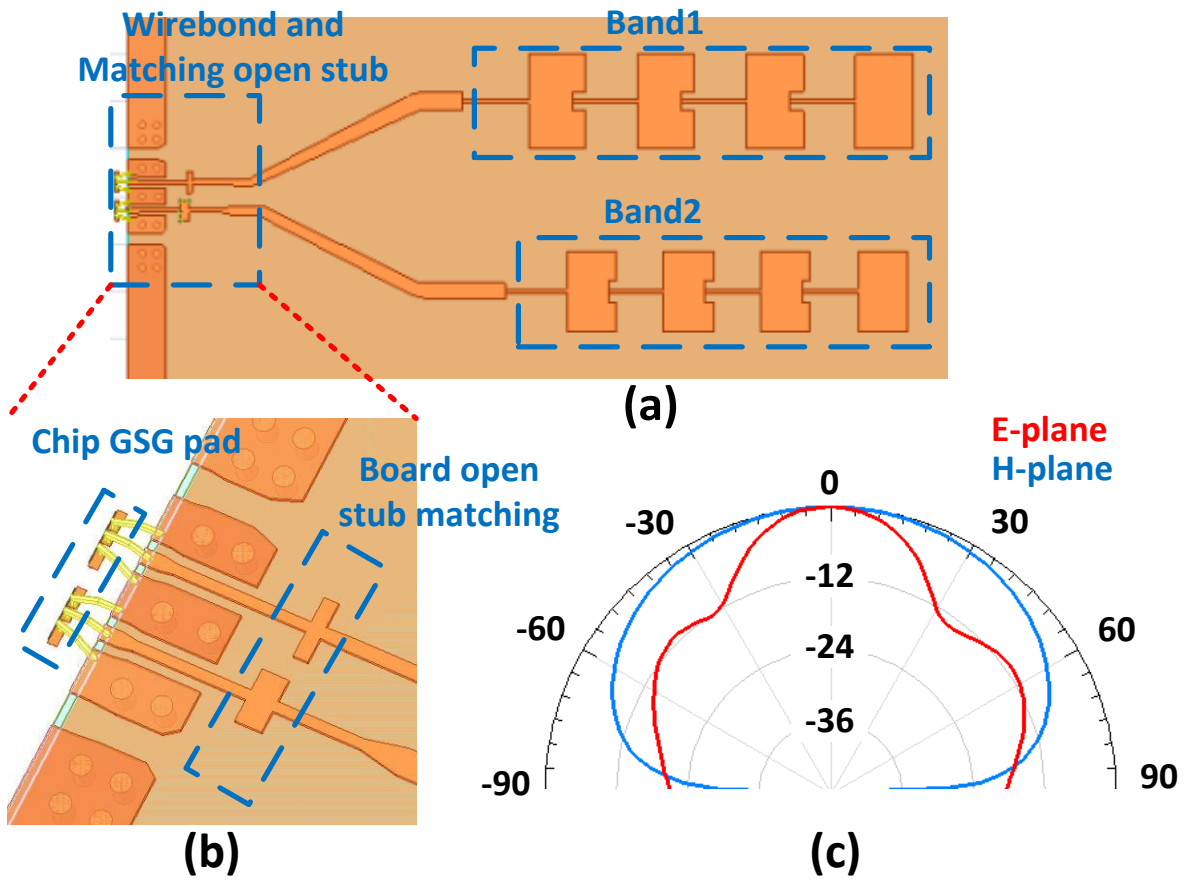 Wirebond and
Matching open stub
Band1
Band2
(a)
Chip GSG pad
Board open
stub matching
(b)
E-plane
H-plane
0
-30
30
-12
-60
60
-24
-36
-90
90
(c)